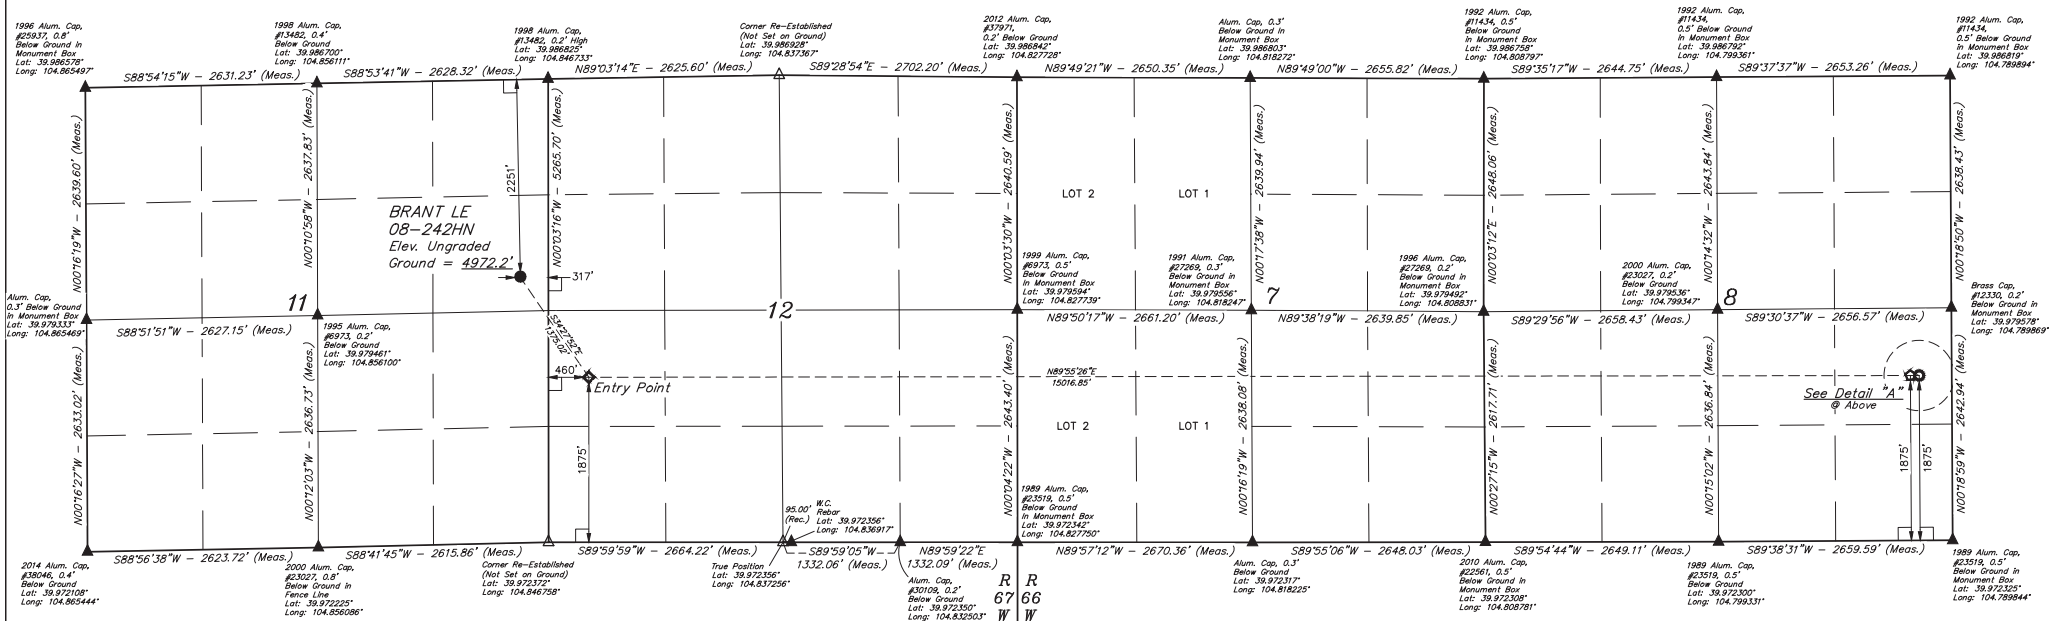 1996 Alum. Cap,
#25937, 0.8'
Below Ground in
Monument Box
Lat: 39.986578°
Long: 104.865497°
1998 Alum. Cap,
#13482, 0.4'
Below Ground
Lat: 39.986700°
Long: 104.856111°
1998 Alum. Cap,
#13482, 0.2' High
Lat: 39.986825°
Long: 104.846733°
Corner Re-Established
(Not Set on Ground)
Lat: 39.986928°
Long: 104.837367°
2012 Alum. Cap,
#37971,
0.2' Below Ground
Lat: 39.986842°
Long: 104.827728°
Alum. Cap, 0.3'
Below Ground in
Monument Box
Lat: 39.986803°
Long: 104.818272°
1992 Alum. Cap,
#11434, 0.5'
Below Ground
in Monument Box
Lat: 39.986758°
Long: 104.808797°
1992 Alum. Cap,
#11434,
0.5' Below Ground
in Monument Box
Lat: 39.986792°
Long: 104.799361°
1992 Alum. Cap,
#11434,
0.5' Below Ground
in Monument Box
Lat: 39.986819°
Long: 104.789894°
S88°54'15"W - 2631.23' (Meas.)
S88°53'41"W - 2628.32' (Meas.)
N89°03'14"E - 2625.60' (Meas.)
S89°28'54"E - 2702.20' (Meas.)
N89°49'21"W - 2650.35' (Meas.)
N89°49'00"W - 2655.82' (Meas.)
S89°35'17"W - 2644.75' (Meas.)
S89°37'37"W - 2653.26' (Meas.)
N00°16'19"W - 2639.60' (Meas.)
N00°10'58"W - 2637.83' (Meas.)
2251'
N00°03'16"W - 5265.70' (Meas.)
N00°03'30"W - 2640.59' (Meas.)
N00°17'38"W - 2639.94' (Meas.)
N00°03'12"E - 2648.06' (Meas.)
N00°14'32"W - 2643.84' (Meas.)
N00°18'50"W - 2638.43' (Meas.)
LOT 2
LOT 1
BRANT LE
08-242HN
Elev. Ungraded
Ground = 4972.2'
317'
Alum. Cap,
0.3' Below Ground
in Monument Box
Lat: 39.979333°
Long: 104.865469°
11
12
1999 Alum. Cap,
#6973, 0.5'
Below Ground
In Monument Box
Lat: 39.979594°
Long: 104.827739°
1991 Alum. Cap,
#27269, 0.3'
Below Ground in
Monument Box
Lat: 39.979556°
Long: 104.818247°
7
1996 Alum. Cap,
#27269, 0.2'
Below Ground in
Monument Box
Lat: 39.979492°
Long: 104.808831°
2000 Alum. Cap,
#23027, 0.2'
Below Ground
Lat: 39.979536°
Long: 104.799347°
8
Brass Cap,
#12330, 0.2'
Below Ground in
Monument Box
Lat: 39.979578°
Long: 104.789869°
S88°51'51"W - 2627.15' (Meas.)
1995 Alum. Cap,
#6973, 0.2'
Below Ground
Lat: 39.979461°
Long: 104.856100°
S34°27'52"E
1375.02'
N89°50'17"W - 2661.20' (Meas.)
N89°38'19"W - 2639.85' (Meas.)
S89°29'56"W - 2658.43' (Meas.)
S89°30'37"W - 2656.57' (Meas.)
460'
Entry Point
N89°55'26"E
15016.85'
See Detail "A"
@ Above
N00°16'27"W - 2633.02' (Meas.)
N00°12'03"W - 2636.73' (Meas.)
1875'
N00°04'22"W - 2643.40' (Meas.)
N00°16'19"W - 2638.08' (Meas.)
N00°27'15"W - 2617.71' (Meas.)
N00°15'02"W - 2636.84' (Meas.)
1875'
1875'
N00°18'59"W - 2642.94' (Meas.)
LOT 2
LOT 1
95.00'
(Rec.)
W.C.
Rebar
Lat: 39.972356°
Long: 104.836917°
1989 Alum. Cap,
#23519, 0.5'
Below Ground
In Monument Box
Lat: 39.972342°
Long: 104.827750°
S88°56'38"W - 2623.72' (Meas.)
S88°41'45"W - 2615.86' (Meas.)
S89°59'59"W - 2664.22' (Meas.)
S89°59'05"W
1332.06' (Meas.)
N89°59'22"E
1332.09' (Meas.)
N89°57'12"W - 2670.36' (Meas.)
S89°55'06"W - 2648.03' (Meas.)
S89°54'44"W - 2649.11' (Meas.)
S89°38'31"W - 2659.59' (Meas.)
2014 Alum. Cap,
#38046, 0.4'
Below Ground
Lat: 39.972108°
Long: 104.865444°
2000 Alum. Cap,
#23027, 0.8'
Below Ground in
Fence Line
Lat: 39.972225°
Long: 104.856086°
Corner Re-Established
(Not Set on Ground)
Lat: 39.972372°
Long: 104.846758°
True Position
Lat: 39.972356°
Long: 104.837256°
Alum. Cap,
#30109, 0.2'
Below Ground
Lat: 39.972350°
Long: 104.832503°
R R
67 66
W W
Alum. Cap, 0.3'
Below Ground
Lat: 39.972317°
Long: 104.818225°
2010 Alum. Cap,
#22561, 0.5'
Below Ground in
Monument Box
Lat: 39.972308°
Long: 104.808781°
1989 Alum. Cap,
#23519, 0.5'
Below Ground
Lat: 39.972300°
Long: 104.799331°
1989 Alum. Cap,
#23519, 0.5'
Below Ground in
Monument Box
Lat: 39.972325°
Long: 104.789844°